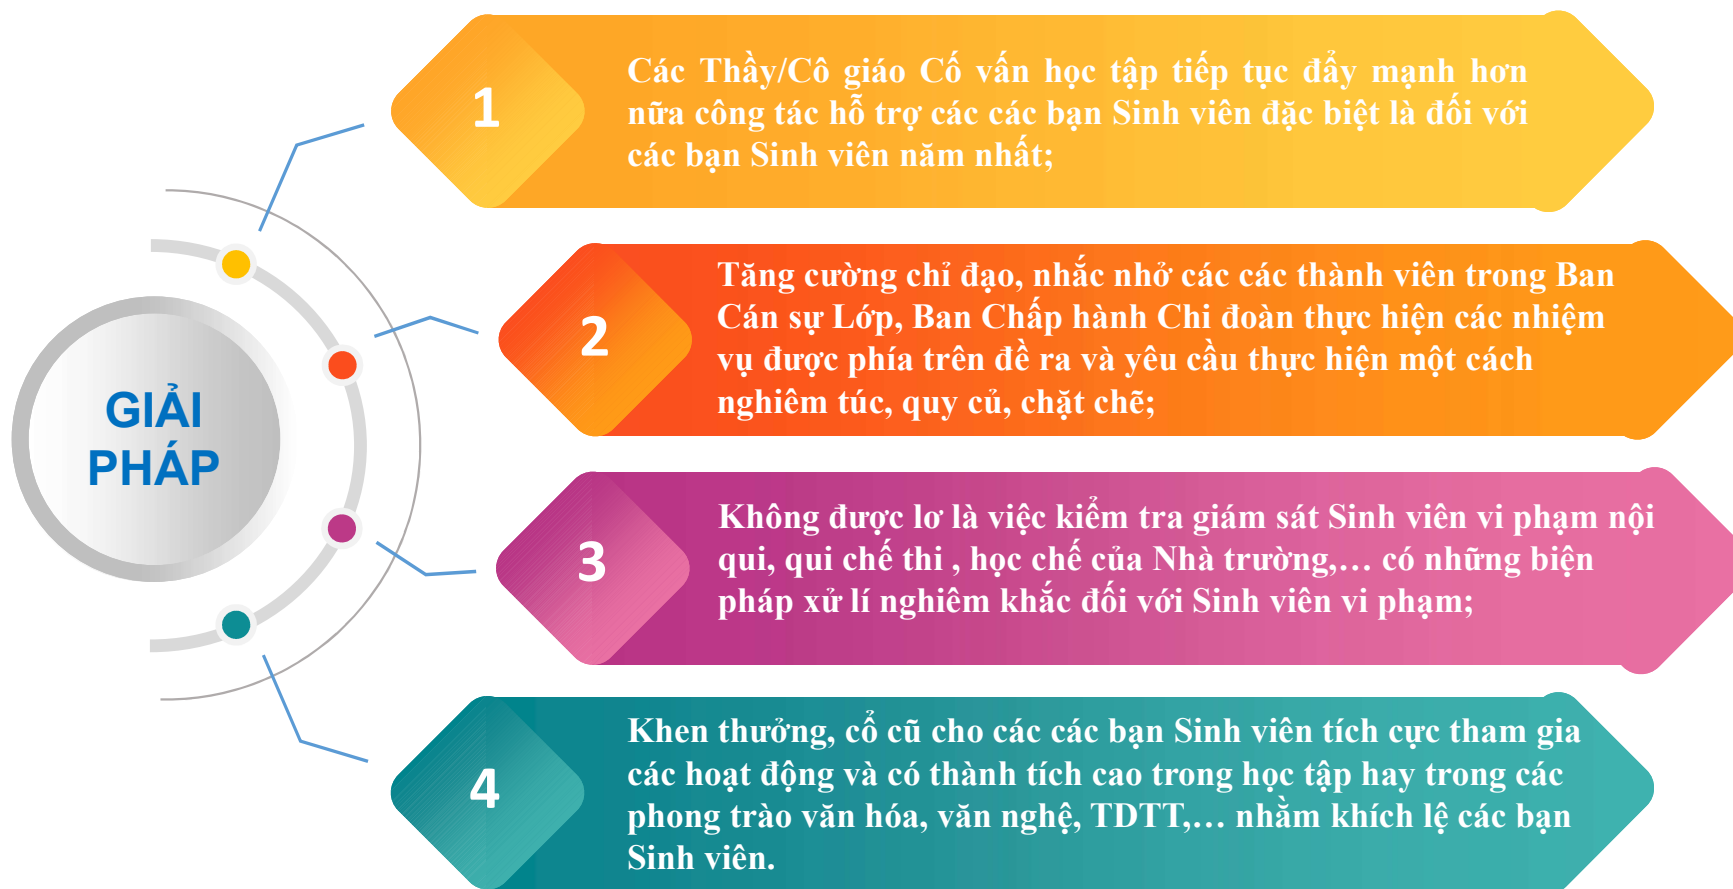 GIẢI
PHÁP
1
Các Thầy/Cô giáo Cố vấn học tập tiếp tục đẩy mạnh hơn
nữa công tác hỗ trợ các các bạn Sinh viên đặc biệt là đối với
các bạn Sinh viên năm nhất;
2
Tăng cường chỉ đạo, nhắc nhở các các thành viên trong Ban
Cán sự Lớp, Ban Chấp hành Chi đoàn thực hiện các nhiệm
vụ được phía trên đề ra và yêu cầu thực hiện một cách
nghiêm túc, quy củ, chặt chẽ;
3
Không được lơ là việc kiểm tra giám sát Sinh viên vi phạm nội
qui, qui chế thi , học chế của Nhà trường,… có những biện
pháp xử lí nghiêm khắc đối với Sinh viên vi phạm;
4
Khen thưởng, cổ cũ cho các các bạn Sinh viên tích cực tham gia
các hoạt động và có thành tích cao trong học tập hay trong các
phong trào văn hóa, văn nghệ, TDTT,… nhằm khích lệ các bạn
Sinh viên.